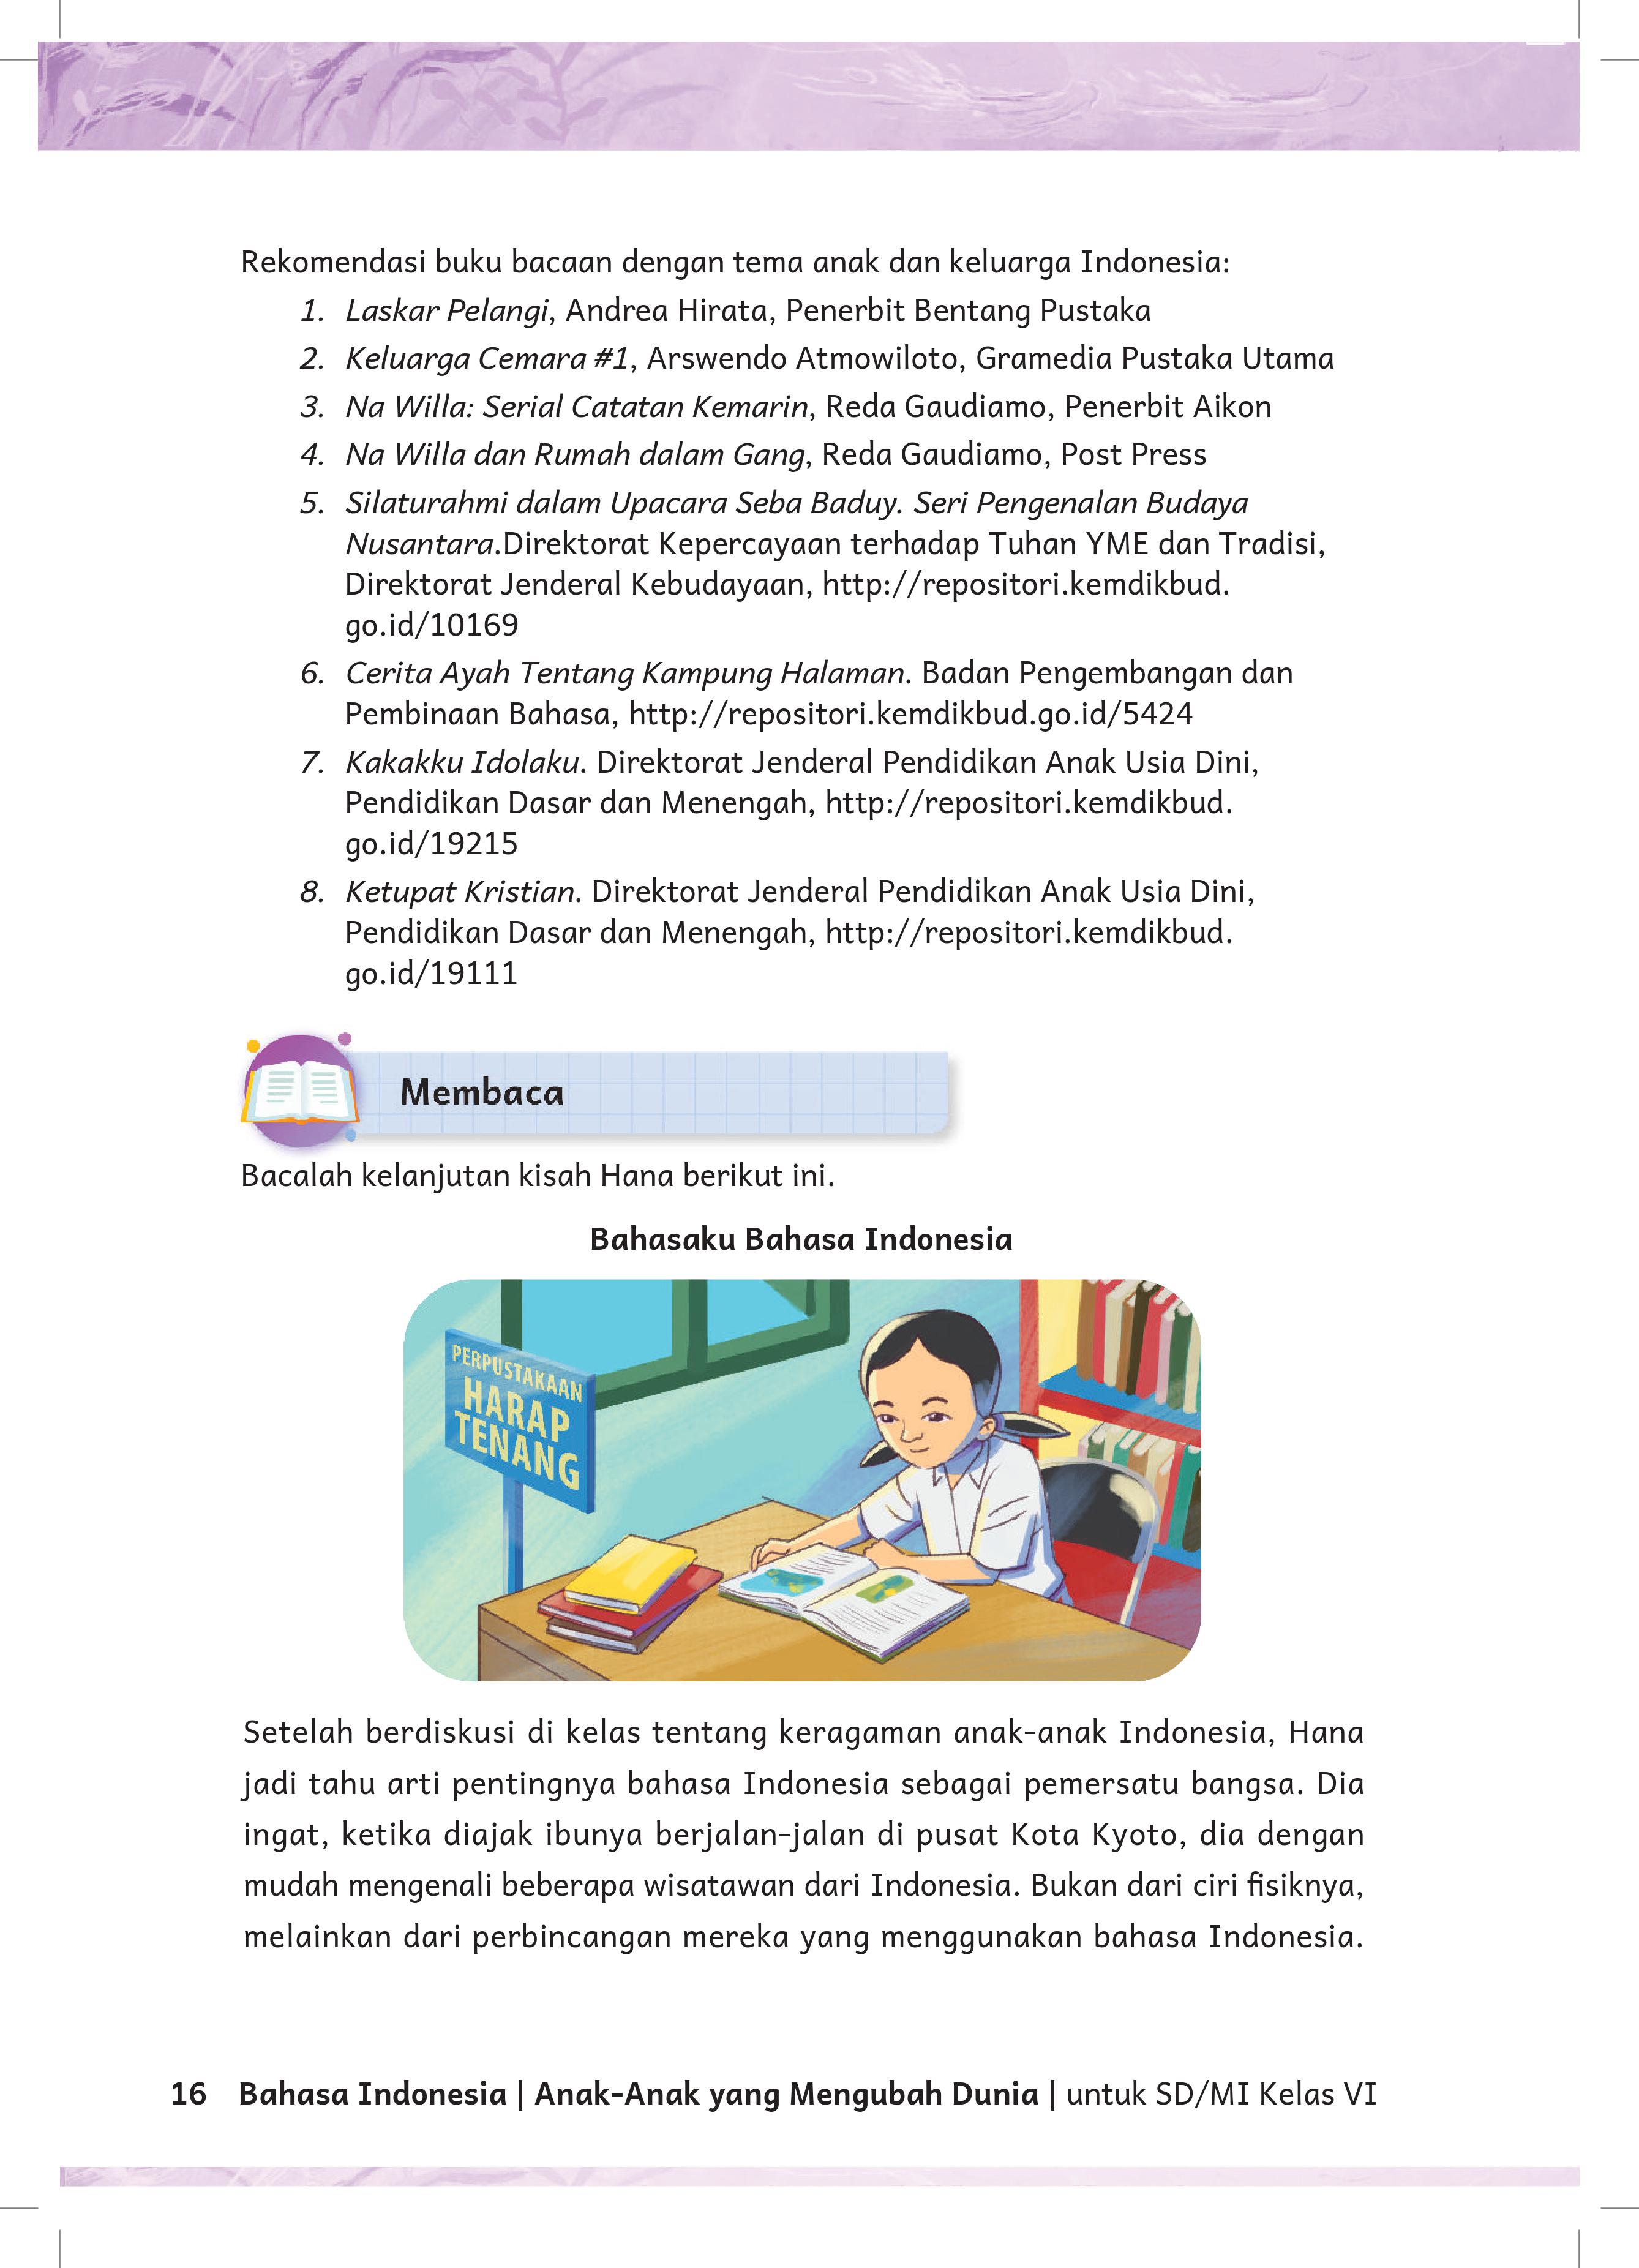 Rekomendasi buku bacaan dengan tema anak dan keluarga Indonesia:
1. Laskar Pelangi, Andrea Hirata, Penerbit Bentang Pustaka
2. Keluarga Cemara #1, Arswendo Atmowiloto, Gramedia Pustaka Utama
3. Na Willa: Serial Catatan Kemarin, Reda Gaudiamo, Penerbit Aikon
4. Na Willa dan Rumah dalam Gang, Reda Gaudiamo, Post Press
5. Silaturahmi dalam Upacara Seba Baduy. Seri Pengenalan Budaya
Nusantara.Direktorat Kepercayaan terhadap Tuhan YME dan Tradisi,
Direktorat Jenderal Kebudayaan, http://repositori.kemdikbud.
go.id/10169
6. Cerita Ayah Tentang Kampung Halaman. Badan Pengembangan dan
Pembinaan Bahasa, http://repositori.kemdikbud.go.id/5424
7. Kakakku Idolaku. Direktorat Jenderal Pendidikan Anak Usia Dini,
Pendidikan Dasar dan Menengah, http://repositori.kemdikbud.
go.id/19215
8. Ketupat Kristian. Direktorat Jenderal Pendidikan Anak Usia Dini,
Pendidikan Dasar dan Menengah, http://repositori.kemdikbud.
go.id/19111
Membaca
Bacalah kelanjutan kisah Hana berikut ini.
Bahasaku Bahasa Indonesia
PERPUSTAKAAN
HARAP
TENANG
Setelah berdiskusi di kelas tentang keragaman anak-anak Indonesia, Hana
jadi tahu arti pentingnya bahasa Indonesia sebagai pemersatu bangsa. Dia
ingat, ketika diajak ibunya berjalan-jalan di pusat Kota Kyoto, dia dengan
mudah mengenali beberapa wisatawan dari Indonesia. Bukan dari ciri fisiknya,
melainkan dari perbincangan mereka yang menggunakan bahasa Indonesia.
16 Bahasa Indonesia | Anak-Anak yang Mengubah Dunia | untuk SD/MI Kelas VI